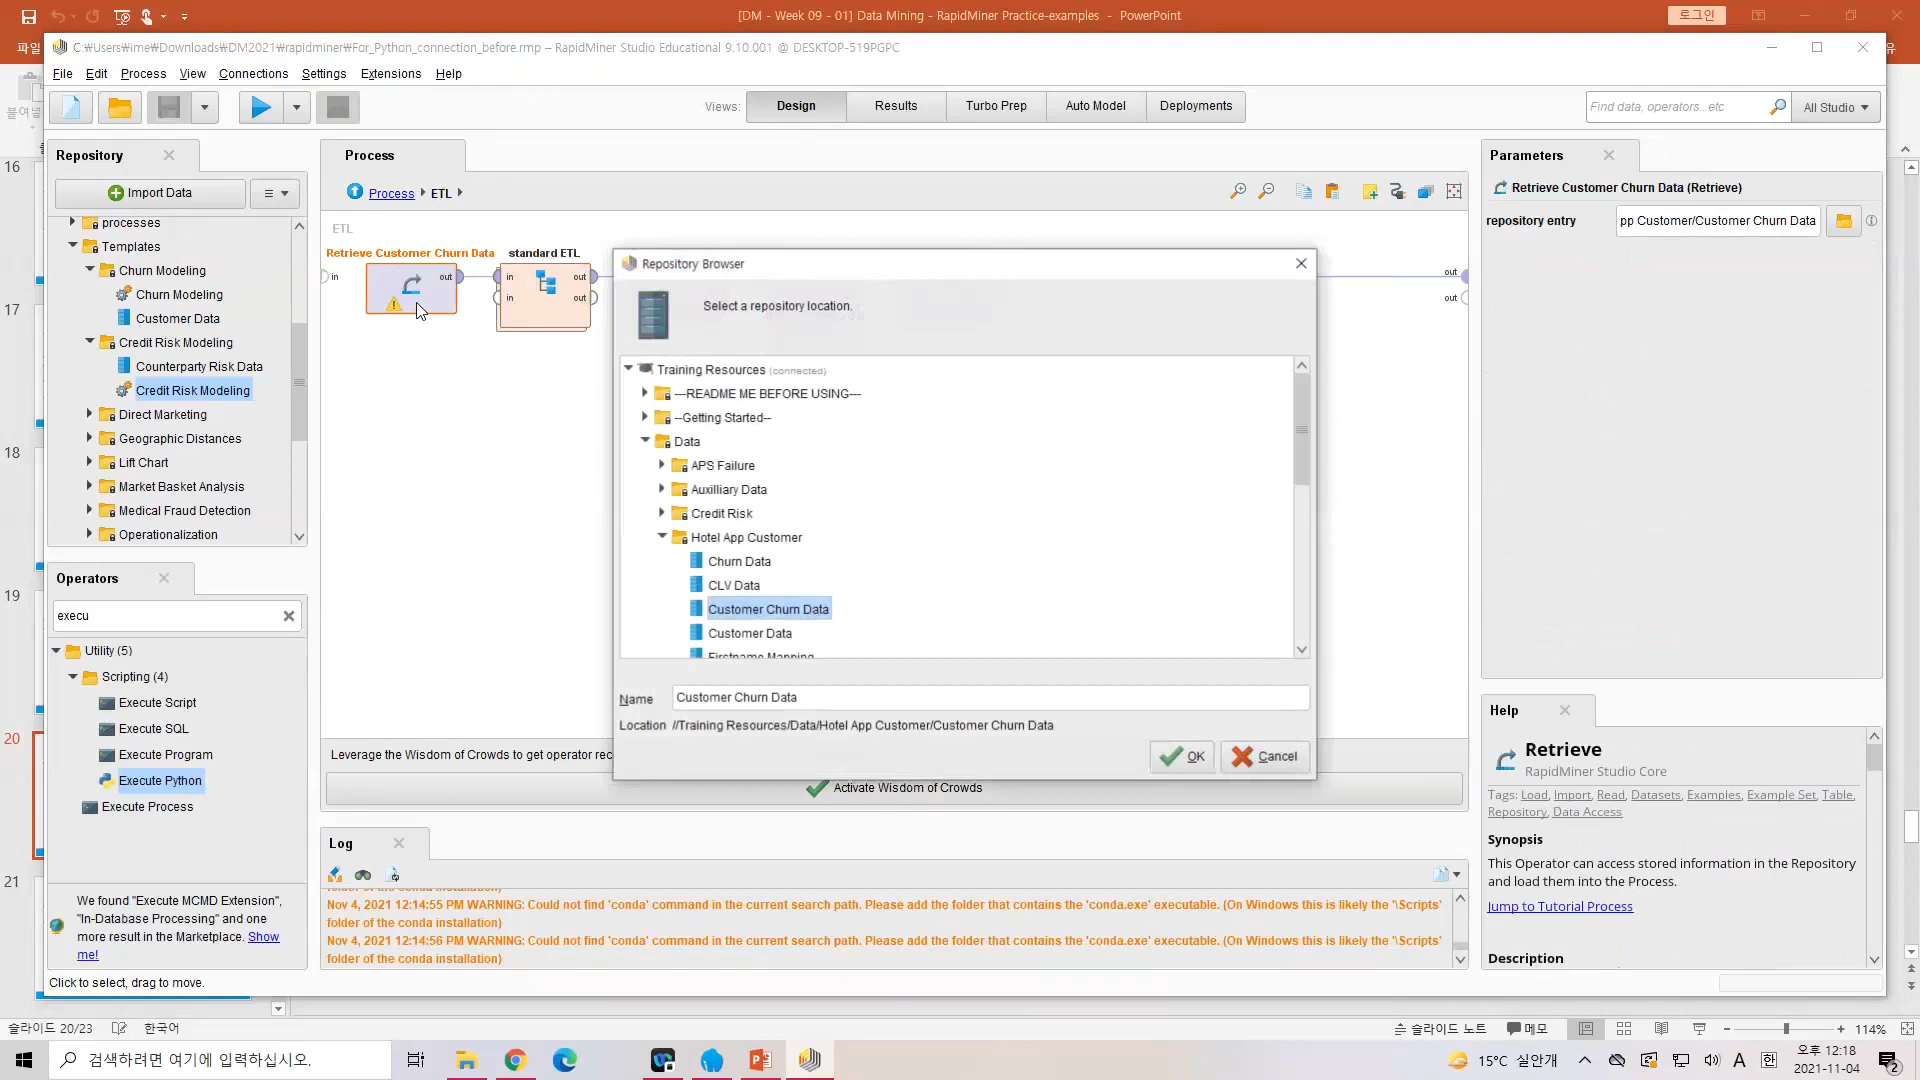 [DM - Week 09 - 01] Data Mining - RapidMiner Practice-examples - PowerPoint
로그인
파일
C:₩Users₩ime₩Downloads₩DM2021₩rapidminer₩For_Python_connection_before.rmp – RapidMiner Studio Educational 9.10.001 @ DESKTOP-519PGPC
File Edit Process View Connections Settings Extensions Help
Views: Design Results Turbo Prep Auto Model Deployments
Find data, operators...etc
All Studio
Repository
Import Data
processes
Templates
Churn Modeling
Churn Modeling
Customer Data
Credit Risk Modeling
Counterparty Risk Data
Credit Risk Modeling
Direct Marketing
Geographic Distances
Lift Chart
Market Basket Analysis
Medical Fraud Detection
Operationalization
Operators
execu
Utility (5)
Scripting (4)
Execute Script
Execute SQL
Execute Program
Execute Python
Execute Process
We found "Execute MCMD Extension",
"In-Database Processing" and one
more result in the Marketplace. Show
me!
Click to select, drag to move.
16
17
18
19
20
21
Process
Process ETL
ETL
Retrieve Customer Churn Data
standard ETL
in
out
in
out
in
out
out
out
Repository Browser
Select a repository location.
Training Resources (connected)
---README ME BEFORE USING---
--Getting Started--
Data
APS Failure
Auxilliary Data
Credit Risk
Hotel App Customer
Churn Data
CLV Data
Customer Churn Data
Customer Data
Firstname Mapping
Name Customer Churn Data
Location //Training Resources/Data/Hotel App Customer/Customer Churn Data
OK
Cancel
Leverage the Wisdom of Crowds to get operator rec
Activate Wisdom of Crowds
Log
folder of the conda installation)
Nov 4, 2021 12:14:55 PM WARNING: Could not find 'conda' command in the current search path. Please add the folder that contains the 'conda.exe' executable. (On Windows this is likely the '\Scripts'
folder of the conda installation)
Nov 4, 2021 12:14:56 PM WARNING: Could not find 'conda' command in the current search path. Please add the folder that contains the 'conda.exe' executable. (On Windows this is likely the '\Scripts'
folder of the conda installation)
Parameters
Retrieve Customer Churn Data (Retrieve)
repository entry
pp Customer/Customer Churn Data
Help
Retrieve
RapidMiner Studio Core
Tags: Load, Import, Read, Datasets, Examples, Example Set, Table,
Repository, Data Access
Synopsis
This Operator can access stored information in the Repository
and load them into the Process.
Jump to Tutorial Process
Description
슬라이드 20/23
한국어
슬라이드 노트
메모
114%
검색하려면 여기에 입력하십시오.
15°C 실안개
A
오후 12:18
2021-11-04
2